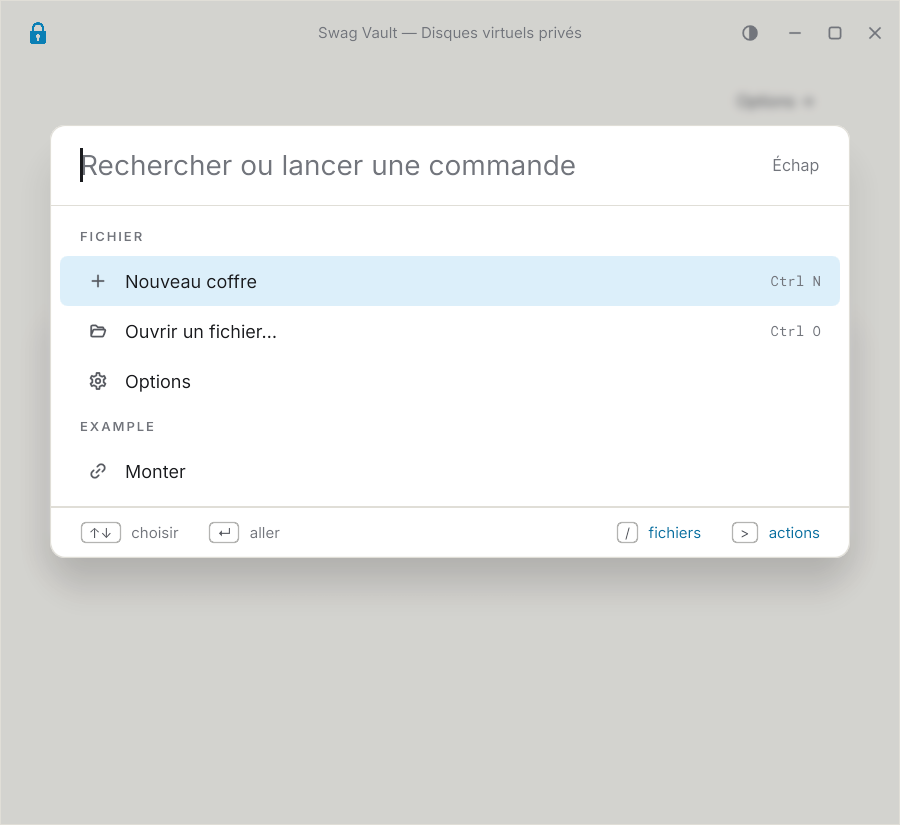 Swag Vault — Disques virtuels privés
Options
Rechercher ou lancer une commande Échap
FICHIER
Nouveau coffre Ctrl N
Ouvrir un fichier... Ctrl O
Options
EXAMPLE
Monter
↑↓ choisir ↵ aller / fichiers > actions